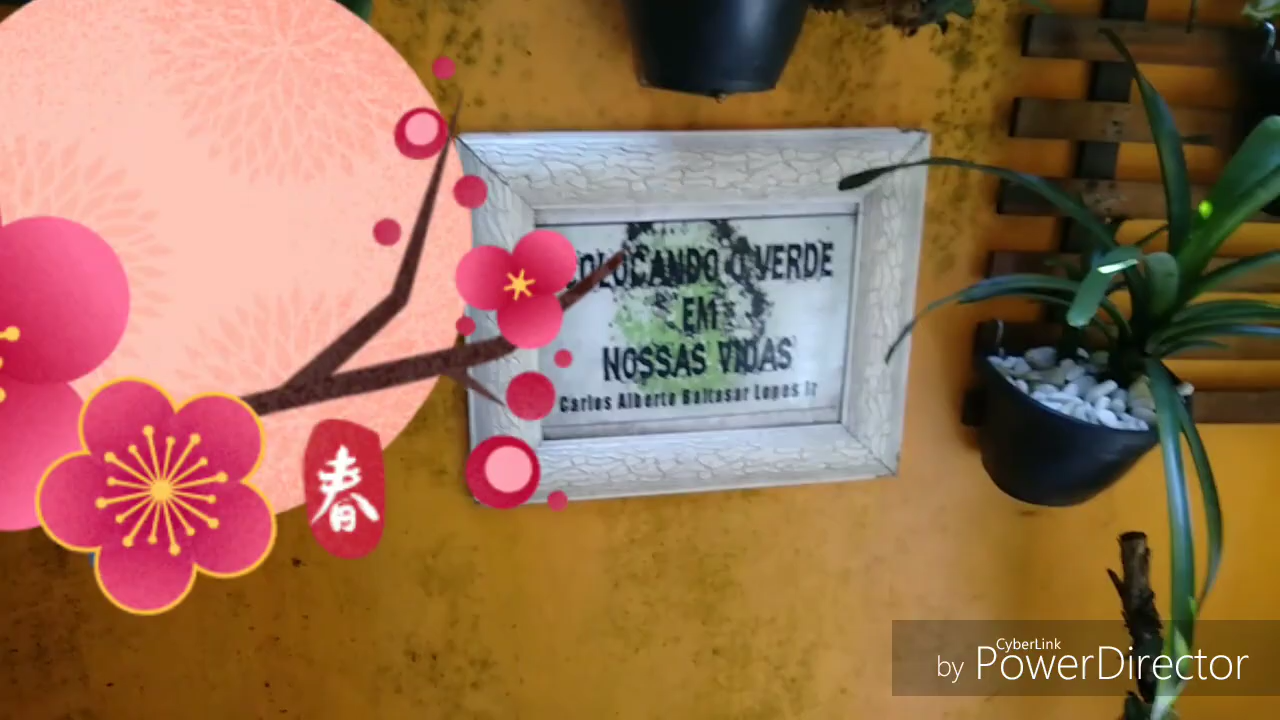 COLOCANDO O VERDE
EM
NOSSAS VIDAS
Carlos Alberto Baltasar Lopes Jr
春
CyberLink
by PowerDirector